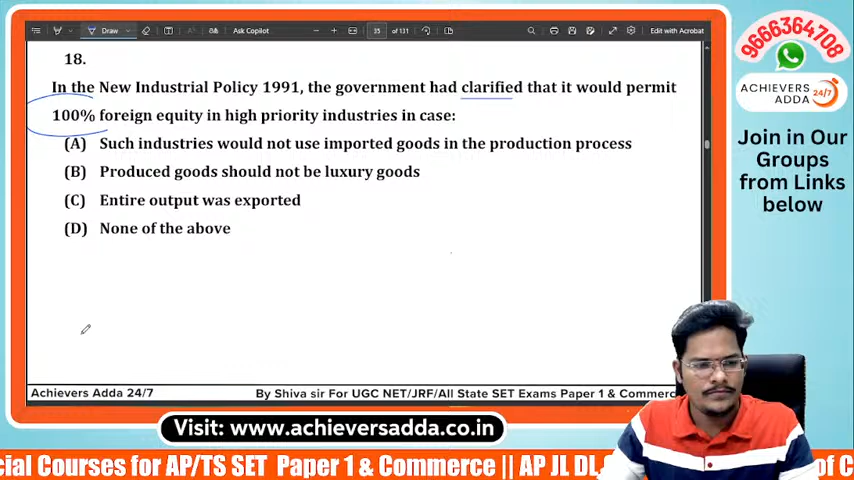 Draw
Ask Copilot
35
of 131
Edit with Acrobat
18.
In the New Industrial Policy 1991, the government had clarified that it would permit
100% foreign equity in high priority industries in case:
(A) Such industries would not use imported goods in the production process
(B) Produced goods should not be luxury goods
(C) Entire output was exported
(D) None of the above
Achievers Adda 24/7
By Shiva sir For UGC NET/JRF/All State SET Exams Paper 1 & Commerc
Visit: www.achieversadda.co.in
cial Courses for AP/TS SET Paper 1 & Commerce || AP JL DL
of C
9666364708
ACHIEVERS
ADDA
24/7
Join in Our
Groups
from Links
below